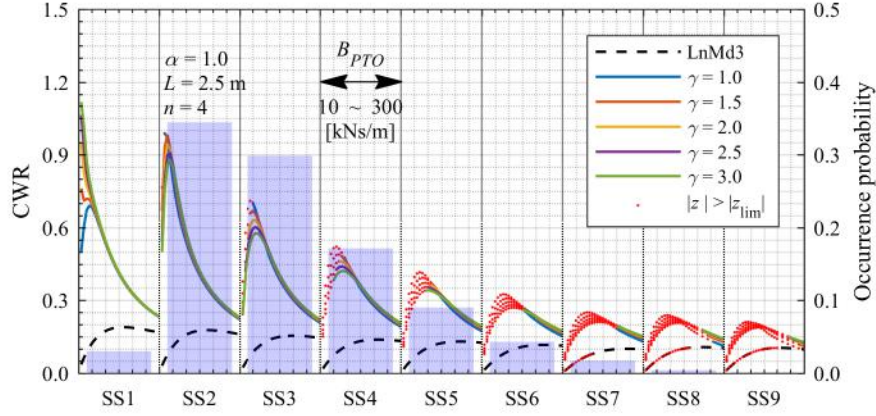 1.5
1.2
0.9
0.6
0.3
0.0
CWR
α = 1.0
L = 2.5 m
n = 4
B_PTO
10 ~ 300
[kNs/m]
LnMd3
γ = 1.0
γ = 1.5
γ = 2.0
γ = 2.5
γ = 3.0
|z| > |z_lim|
0.5
0.4
0.3
0.2
0.1
0.0
Occurrence probability
SS1 SS2 SS3 SS4 SS5 SS6 SS7 SS8 SS9